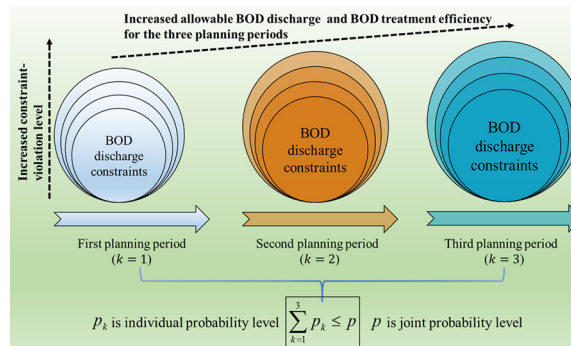 Increased allowable BOD discharge and BOD treatment efficiency
for the three planning periods
Increased constraint-
violation level
BOD
discharge
constraints
BOD
discharge
constraints
BOD
discharge
constraints
First planning period
(k = 1)
Second planning period
(k = 2)
Third planning period
(k = 3)
p_k is individual probability level \sum_{k=1}^{3} p_k ≤ p p is joint probability level